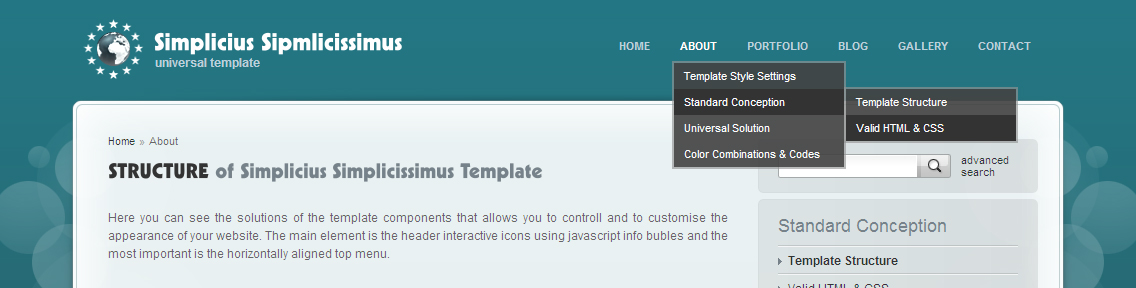 Simplicius Sipmlicissimus
universal template
HOME ABOUT PORTFOLIO BLOG GALLERY CONTACT
Template Style Settings
Standard Conception
Universal Solution
Color Combinations & Codes
Template Structure
Valid HTML & CSS
Home » About
STRUCTURE of Simplicius Simplicissimus Template
Here you can see the solutions of the template components that allows you to controll and to customise the
appearance of your website. The main element is the header interactive icons using javascript info bubles and the
most important is the horizontally aligned top menu.
advanced
search
Standard Conception
Template Structure
Valid HTML & CSS